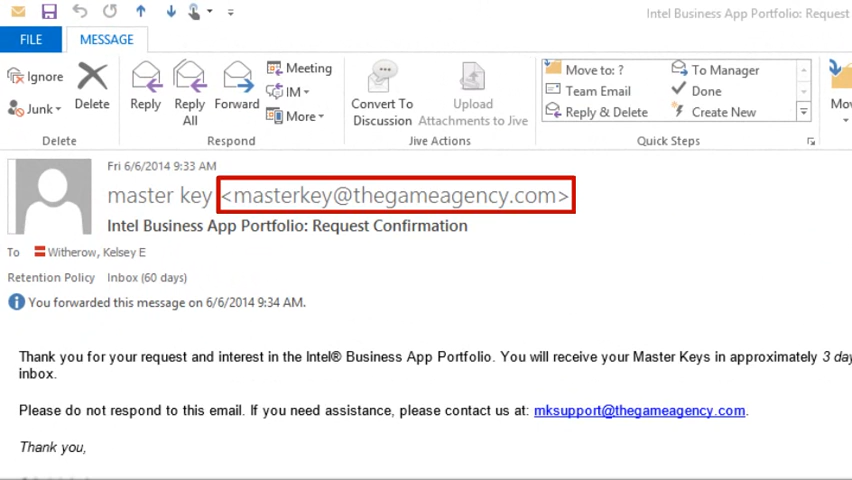 Intel Business App Portfolio: Request
FILE MESSAGE
Ignore
Junk
Delete
Reply
Reply All
Forward
Meeting
IM
More
Convert To Discussion
Upload Attachments to Jive
Move to: ?
Team Email
Reply & Delete
To Manager
Done
Create New
Delete Respond Jive Actions Quick Steps
Fri 6/6/2014 9:33 AM
master key <masterkey@thegameagency.com>
Intel Business App Portfolio: Request Confirmation
To Witherow, Kelsey E
Retention Policy Inbox (60 days)
You forwarded this message on 6/6/2014 9:34 AM.
Thank you for your request and interest in the Intel® Business App Portfolio. You will receive your Master Keys in approximately 3
inbox.
Please do not respond to this email. If you need assistance, please contact us at: mksupport@thegameagency.com.
Thank you,